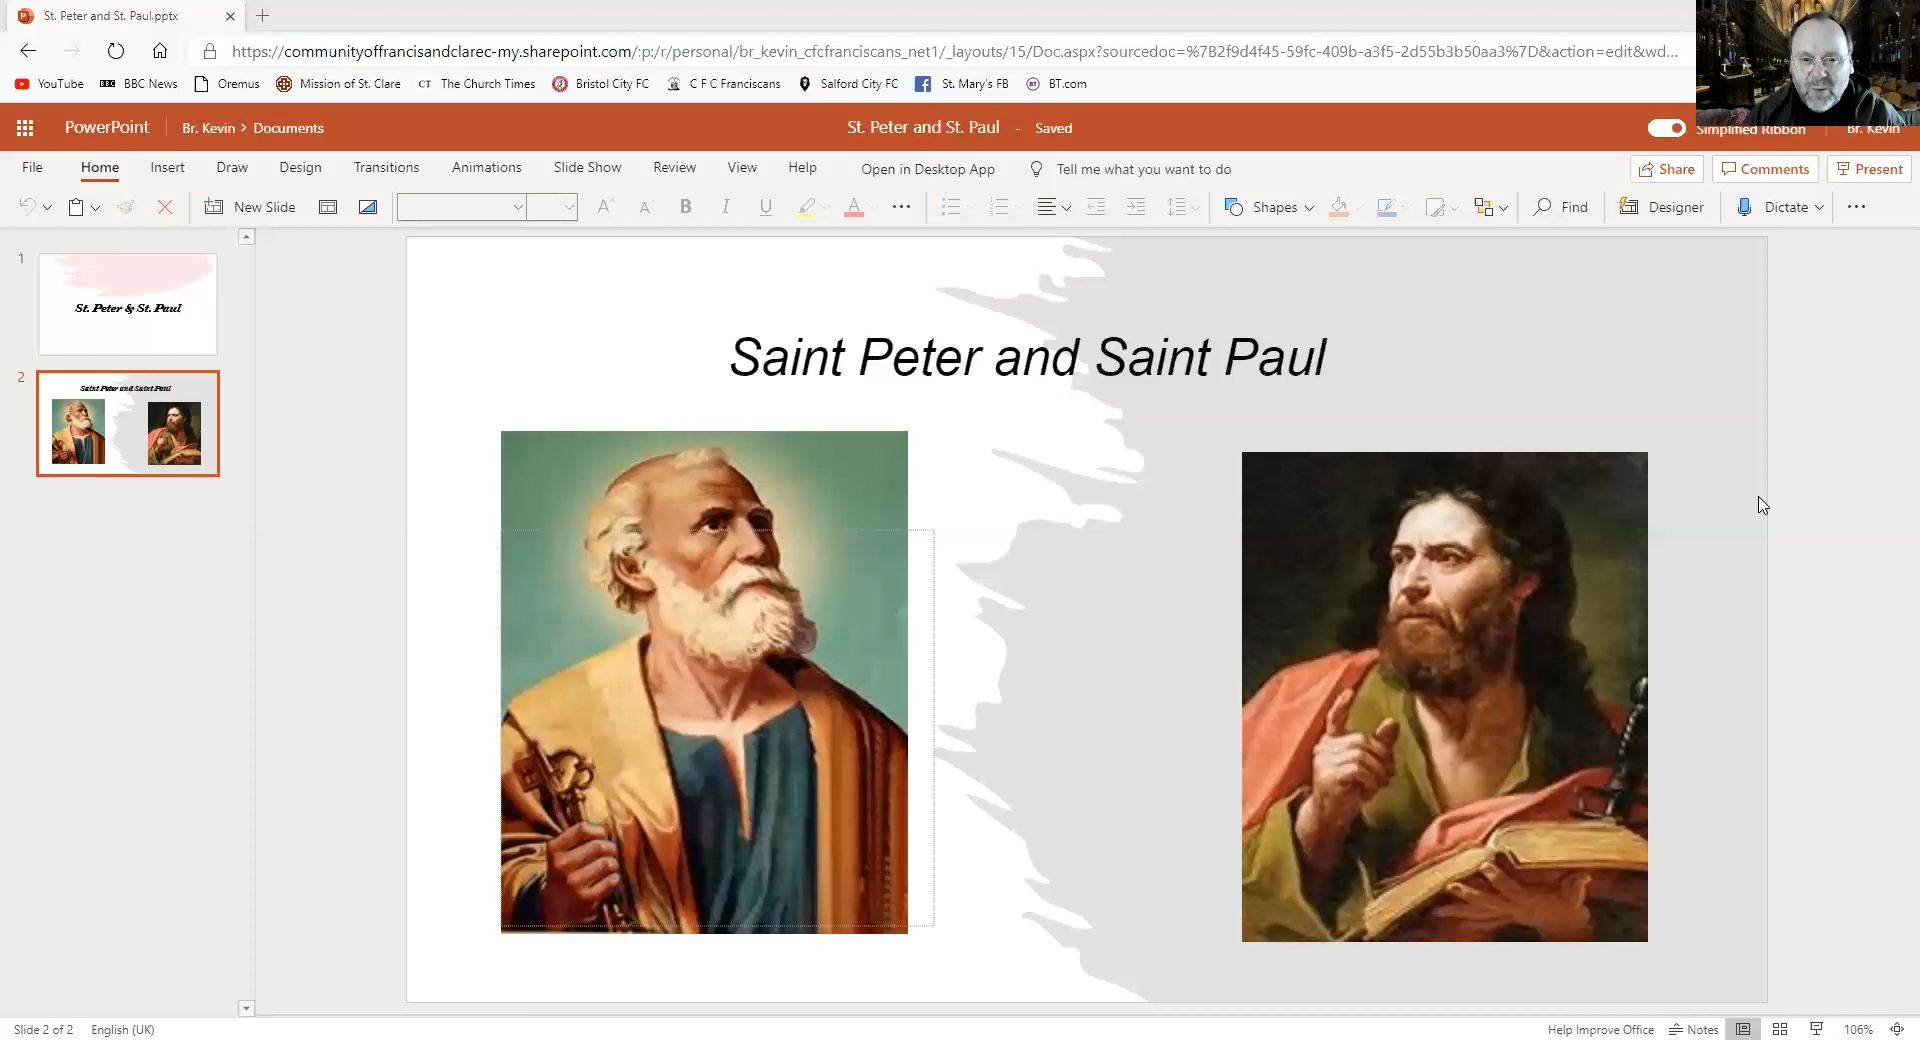 St. Peter and St. Paul.pptx
https://communityoffrancisandclarec-my.sharepoint.com/:p:/r/personal/br_kevin_cfcfranciscans_net1/_layouts/15/Doc.aspx?sourcedoc=%7B2f9d4f45-59fc-409b-a3f5-2d55b3b50aa3%7D&action=edit&wd...
YouTube BBC News Oremus Mission of St. Clare CT The Church Times Bristol City FC C F C Franciscans Salford City FC St. Mary's FB BT BT.com
PowerPoint Br. Kevin > Documents St. Peter and St. Paul - Saved Simplified Ribbon Br. Kevin
File Home Insert Draw Design Transitions Animations Slide Show Review View Help Open in Desktop App Tell me what you want to do Share Comments Present
New Slide A A B I U A ... Shapes Find Designer Dictate ...
1
St. Peter & St. Paul
2
Saint Peter and Saint Paul
Saint Peter and Saint Paul
Slide 2 of 2 English (UK) Help Improve Office Notes 106%